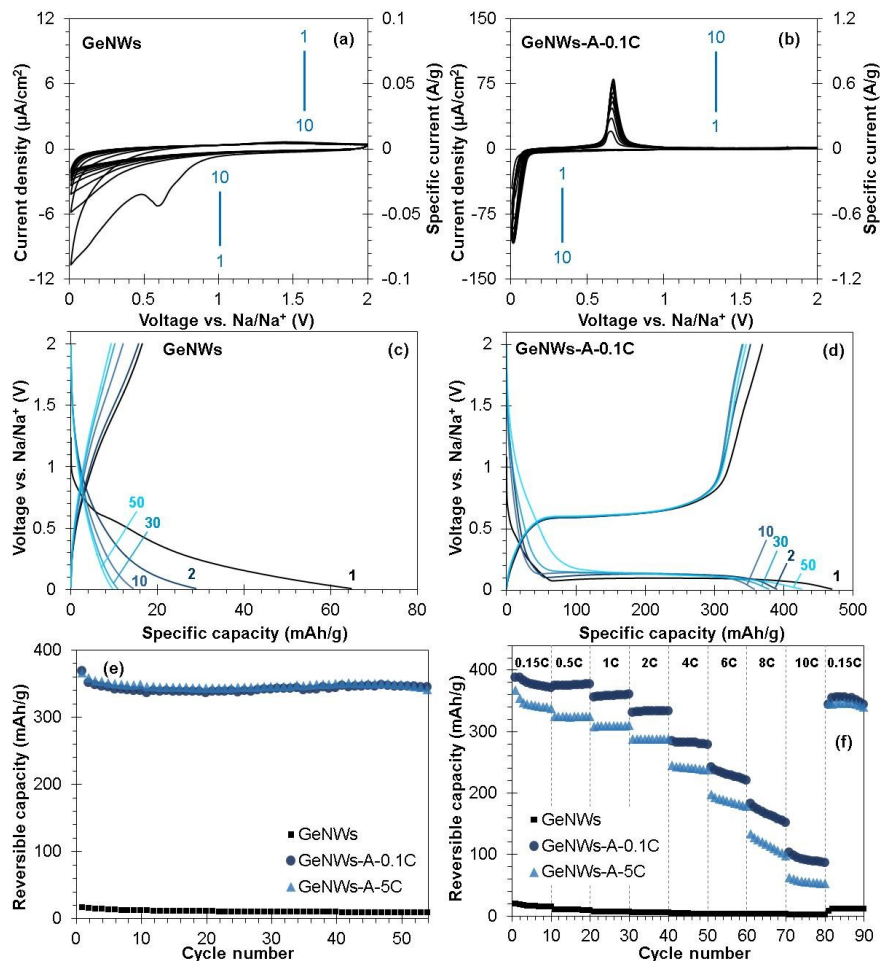 12
0.1
150
1.2
GeNWs
1
(a)
GeNWs-A-0.1C
10
(b)
6
0.05
75
0.6
10
1
0
0
0
0
10
1
-6
-0.05
-75
-0.6
1
10
-12
-0.1
-150
-1.2
0
0.5
1
1.5
2
0
0.5
1
1.5
2
Current density (µA/cm²)
Specific current (A/g)
Current density (µA/cm²)
Specific current (A/g)
Voltage vs. Na/Na⁺ (V)
Voltage vs. Na/Na⁺ (V)
2
GeNWs
(c)
2
GeNWs-A-0.1C
(d)
1.5
1.5
1
1
0.5
50
30
10
2
1
0.5
10
30
2
50
1
0
0
0
20
40
60
80
0
100
200
300
400
500
Voltage vs. Na/Na⁺ (V)
Voltage vs. Na/Na⁺ (V)
Specific capacity (mAh/g)
Specific capacity (mAh/g)
400
(e)
400
0.15C
0.5C
1C
2C
4C
6C
8C
10C
0.15C
300
300
(f)
200
200
GeNWs
GeNWs
GeNWs-A-0.1C
GeNWs-A-0.1C
100
100
GeNWs-A-5C
GeNWs-A-5C
0
0
0
10
20
30
40
50
0
10
20
30
40
50
60
70
80
90
Reversible capacity (mAh/g)
Reversible capacity (mAh/g)
Cycle number
Cycle number